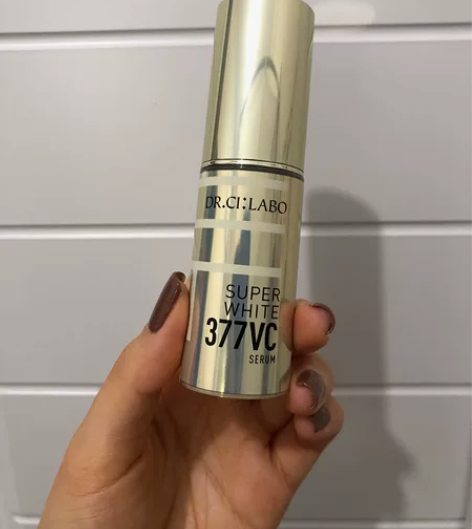 DR.CI:LABO
SUPER
WHITE
377VC
SERUM